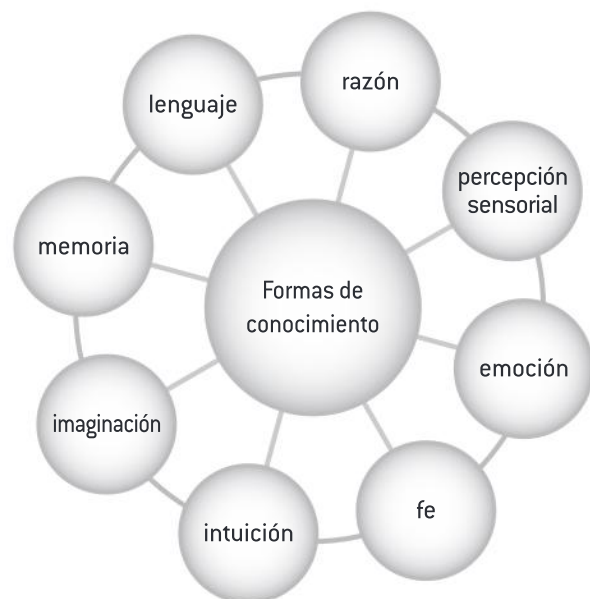 lenguaje
razón
percepción
sensorial
memoria
Formas de
conocimiento
emoción
imaginación
fe
intuición